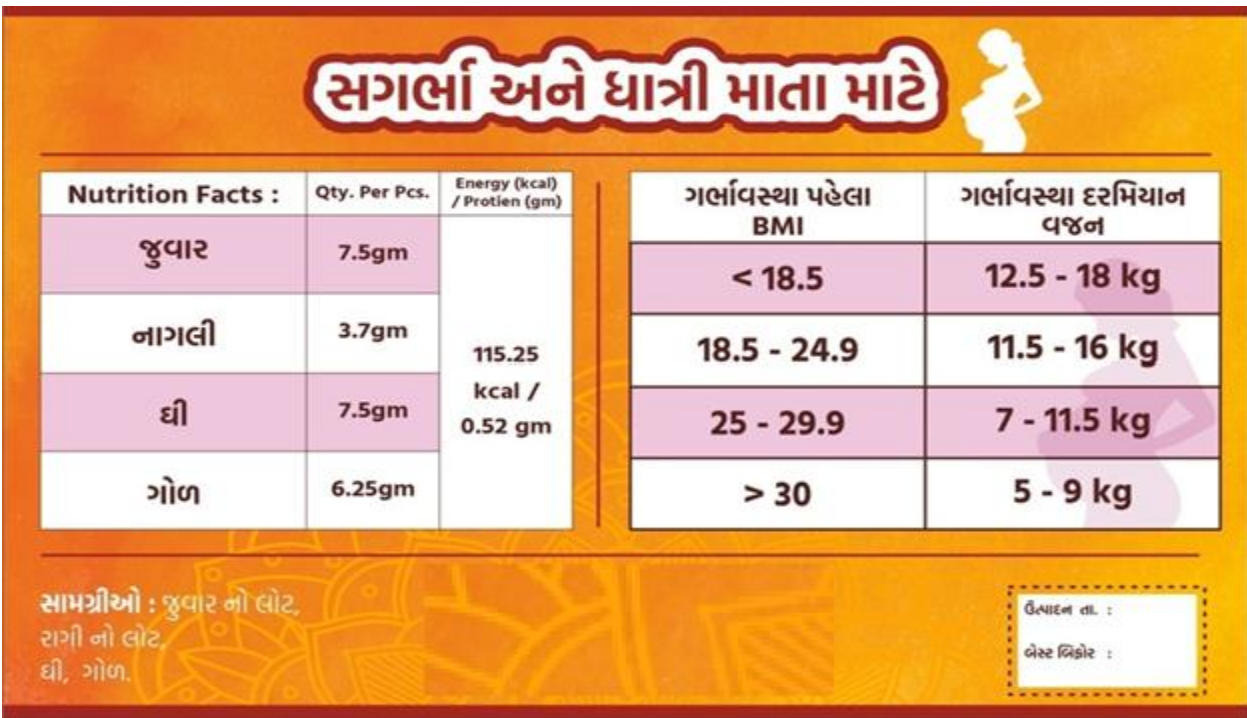 સગર્ભા અને ધાત્રી માતા માટે
Nutrition Facts : Qty. Per Pcs. Energy (kcal) / Protien (gm)
જુવાર 7.5gm
નાગલી 3.7gm
ઘી 7.5gm
ગોળ 6.25gm
115.25
kcal /
0.52 gm
ગર્ભાવસ્થા પહેલા BMI ગર્ભાવસ્થા દરમિયાન વજન
< 18.5 12.5 - 18 kg
18.5 - 24.9 11.5 - 16 kg
25 - 29.9 7 - 11.5 kg
> 30 5 - 9 kg
સામગ્રીઓ : જુવાર નો લોટ,
રાગી નો લોટ,
ઘી, ગોળ.
ઉત્પાદન તા. :
બેસ્ટ બિફોર :